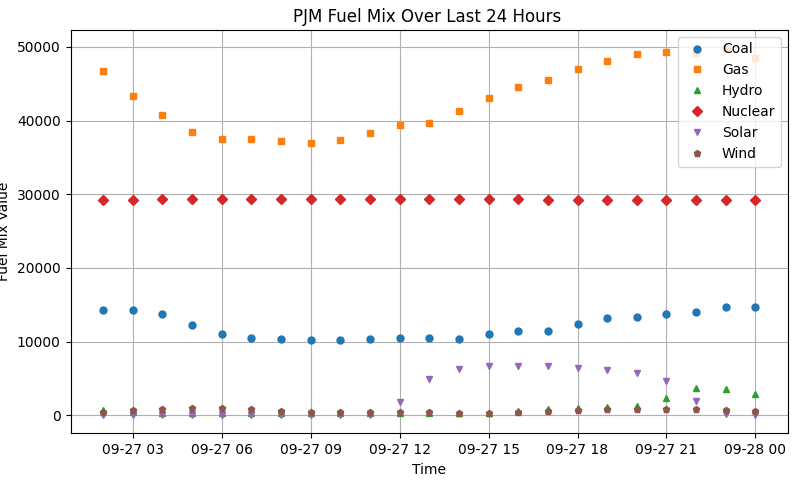 PJM Fuel Mix Over Last 24 Hours
50000
40000
30000
20000
10000
0
Fuel Mix Value
Coal
Gas
Hydro
Nuclear
Solar
Wind
09-27 03 09-27 06 09-27 09 09-27 12 09-27 15 09-27 18 09-27 21 09-28 00
Time